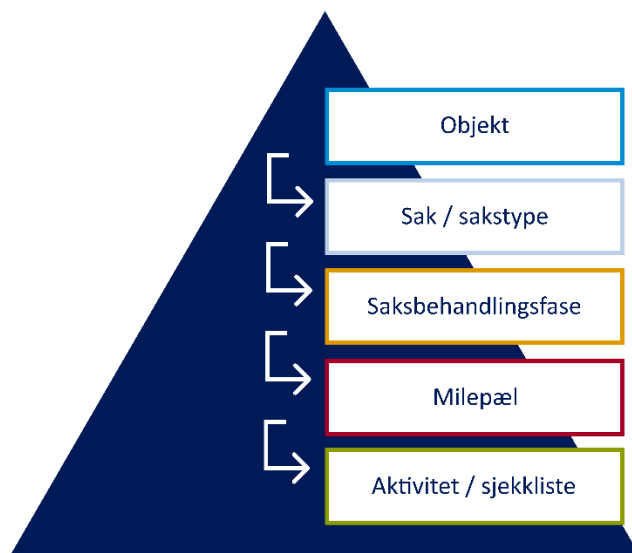 Objekt
Sak / sakstype
Saksbehandlingsfase
Milepæl
Aktivitet / sjekkliste